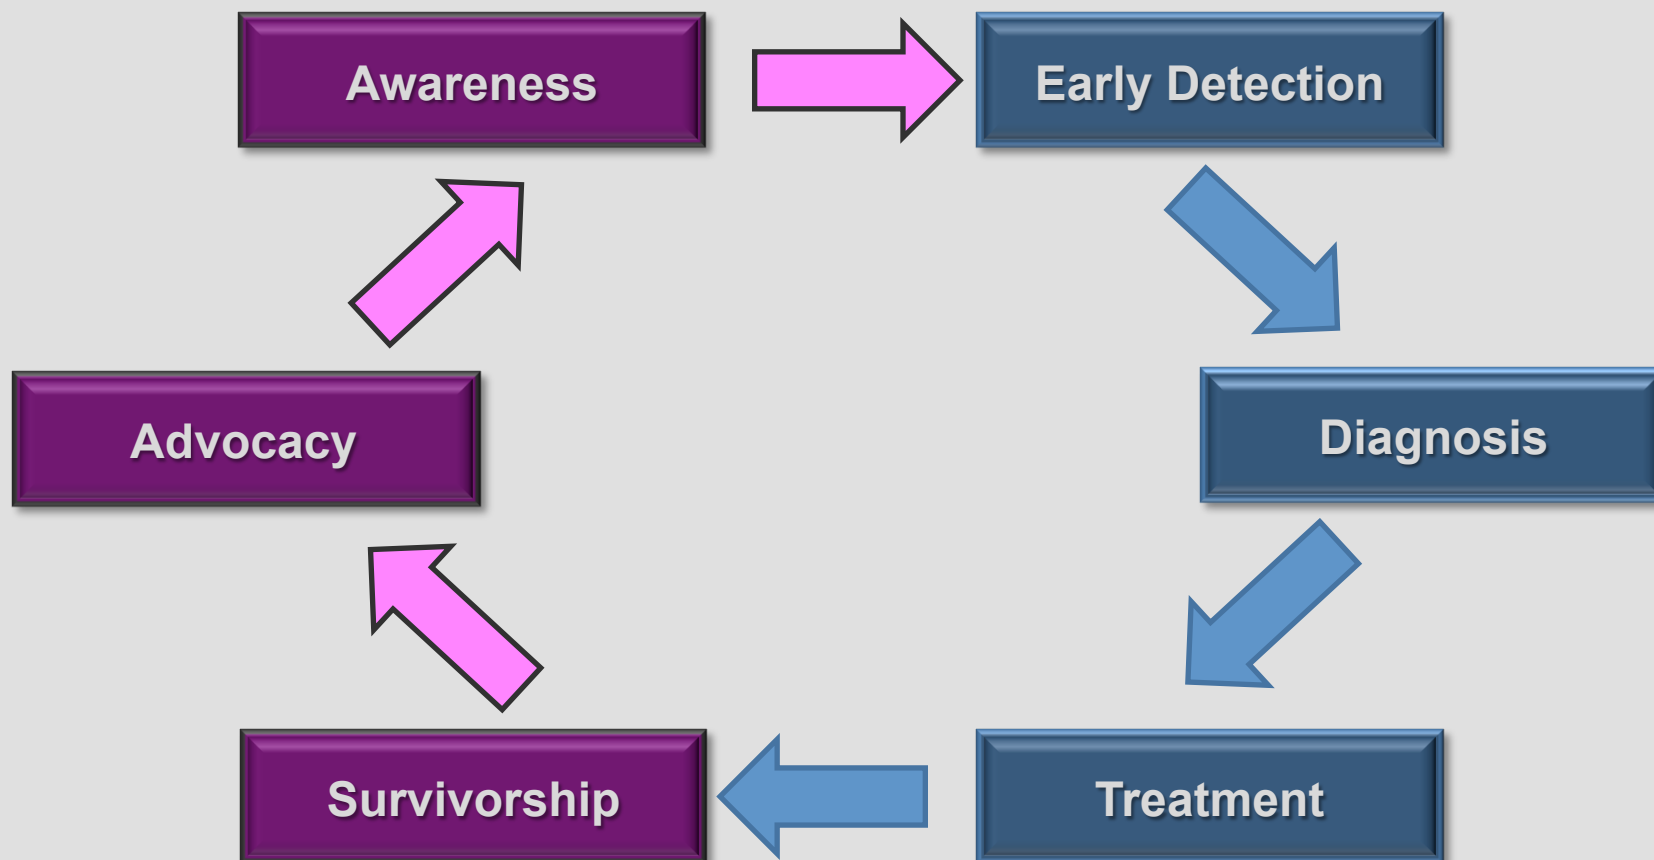 Awareness
Early Detection
Advocacy
Diagnosis
Survivorship
Treatment